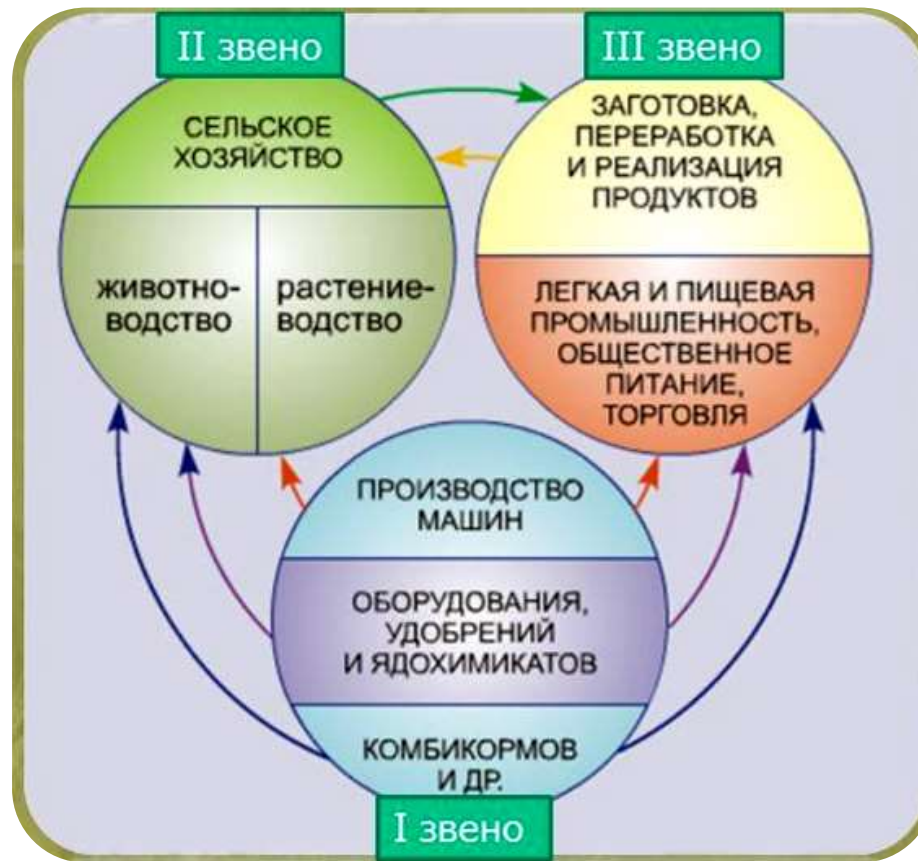 II звено
СЕЛЬСКОЕ
ХОЗЯЙСТВО
животно-
водство
растение-
водство
III звено
ЗАГОТОВКА,
ПЕРЕРАБОТКА
И РЕАЛИЗАЦИЯ
ПРОДУКТОВ
ЛЕГКАЯ И ПИЩЕВАЯ
ПРОМЫШЛЕННОСТЬ,
ОБЩЕСТВЕННОЕ
ПИТАНИЕ,
ТОРГОВЛЯ
ПРОИЗВОДСТВО
МАШИН
ОБОРУДОВАНИЯ,
УДОБРЕНИЙ
И ЯДОХИМИКАТОВ
КОМБИКОРМОВ
И ДР.
I звено